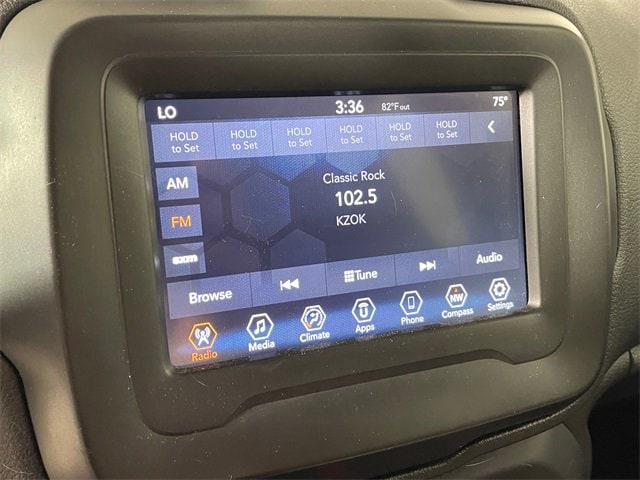 LO 3:36 82°F out 75°
HOLD to Set HOLD to Set HOLD to Set HOLD to Set HOLD to Set HOLD to Set
AM
Classic Rock
102.5
FM
KZOK
sxm
Browse Tune Audio
Radio Media Climate Apps Phone NW Compass Settings